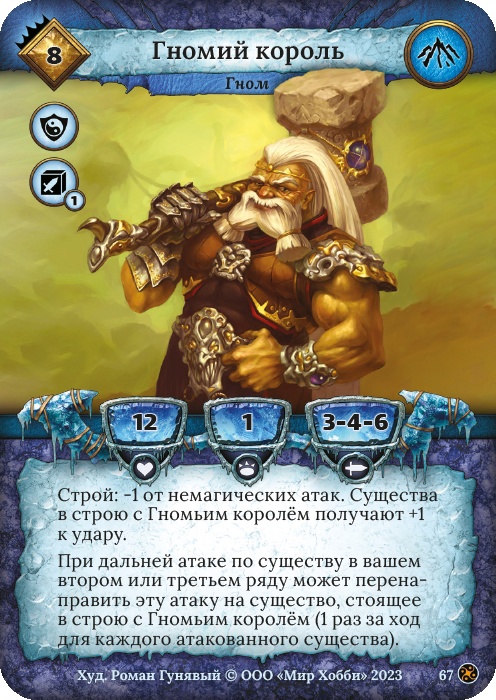 8
Гномий король
Гном
1
12
1
3-4-6
Строй: –1 от немагических атак. Существа
в строю с Гномьим королём получают +1
к удару.
При дальней атаке по существу в вашем
втором или третьем ряду может перена-
править эту атаку на существо, стоящее
в строю с Гномьим королём (1 раз за ход
для каждого атакованного существа).
Худ. Роман Гунявый © ООО «Мир Хобби» 2023
67